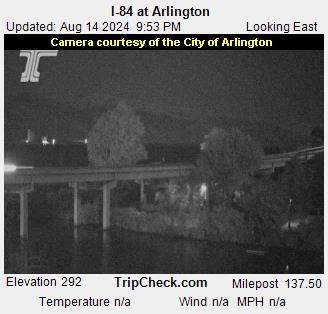 I-84 at Arlington
Updated: Aug 14 2024 9:53 PM Looking East
Camera courtesy of the City of Arlington
Elevation 292 TripCheck.com Milepost 137.50
Temperature n/a Wind n/a MPH n/a